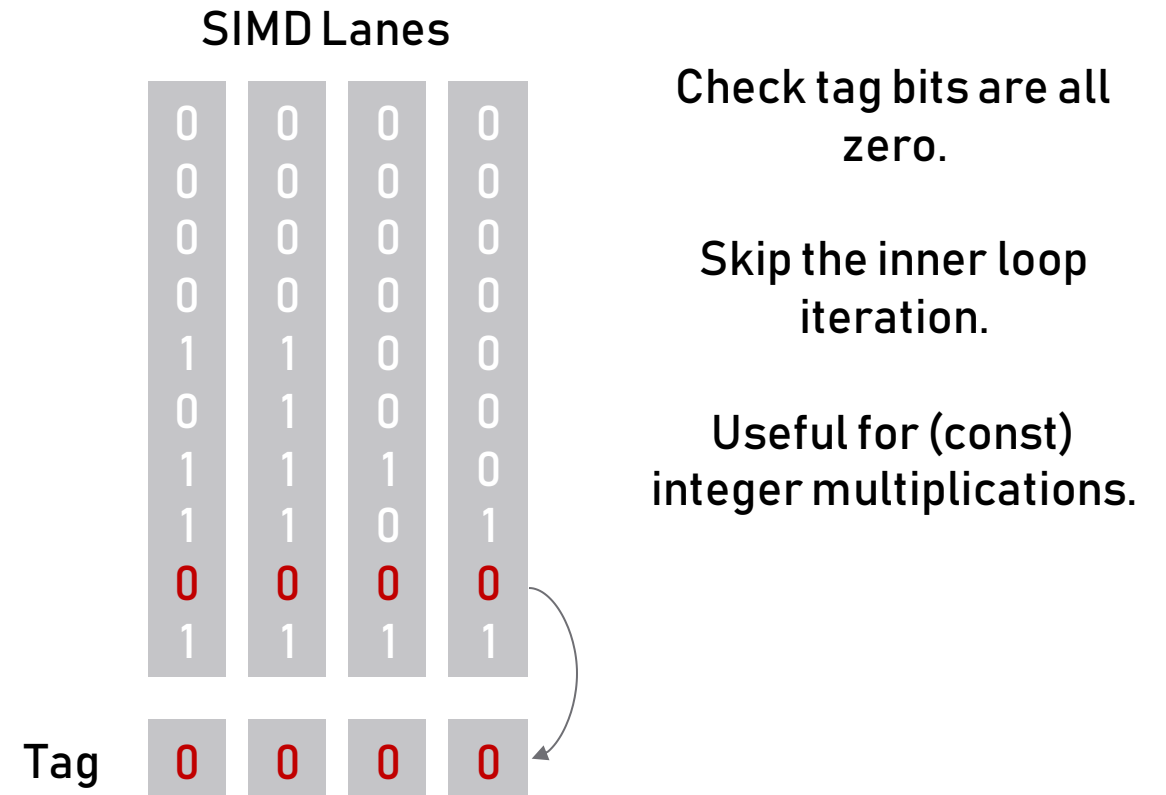 SIMD Lanes
0 0 0 0
0 0 0 0
0 0 0 0
0 0 0 0
1 1 0 0
0 1 0 0
1 1 1 0
1 1 0 1
0 0 0 0
1 1 1 1
Tag 0 0 0 0
Check tag bits are all
zero.
Skip the inner loop
iteration.
Useful for (const)
integer multiplications.